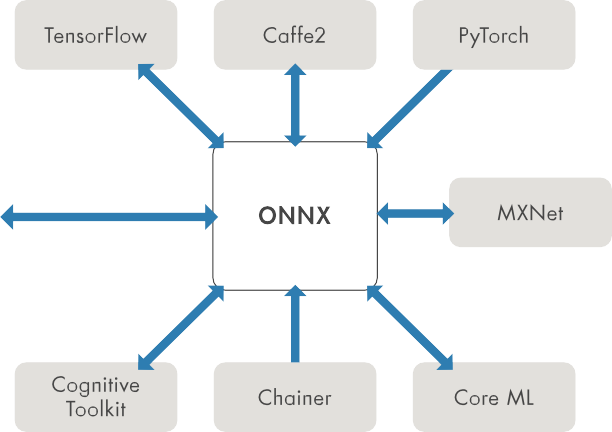 TensorFlow
Caffe2
PyTorch
ONNX
MXNet
Cognitive
Toolkit
Chainer
Core ML